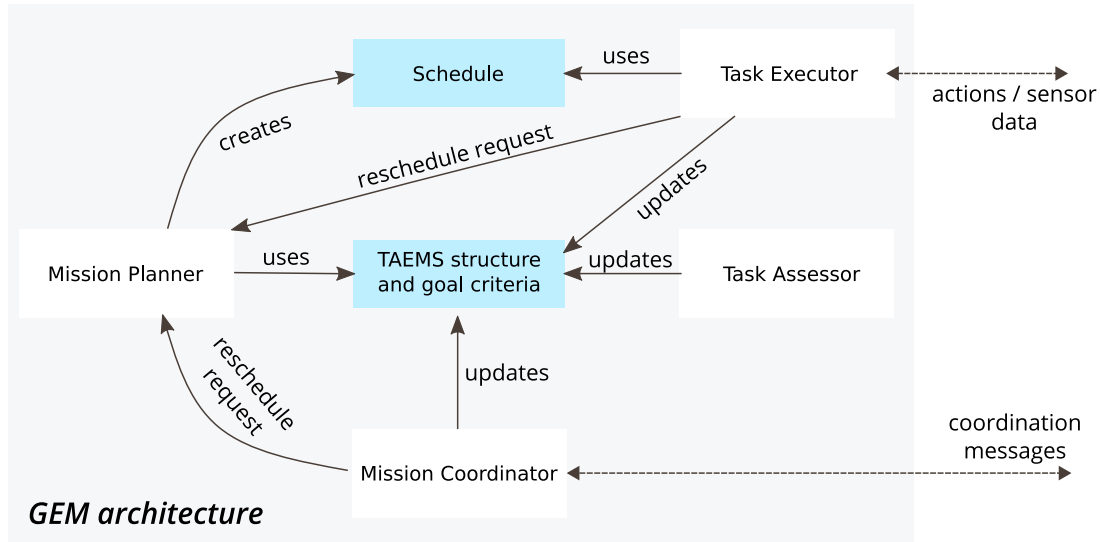 Schedule
uses
Task Executor
actions / sensor
data
creates
reschedule request
updates
Mission Planner
uses
TAEMS structure
and goal criteria
updates
Task Assessor
reschedule
request
updates
coordination
messages
Mission Coordinator
GEM architecture